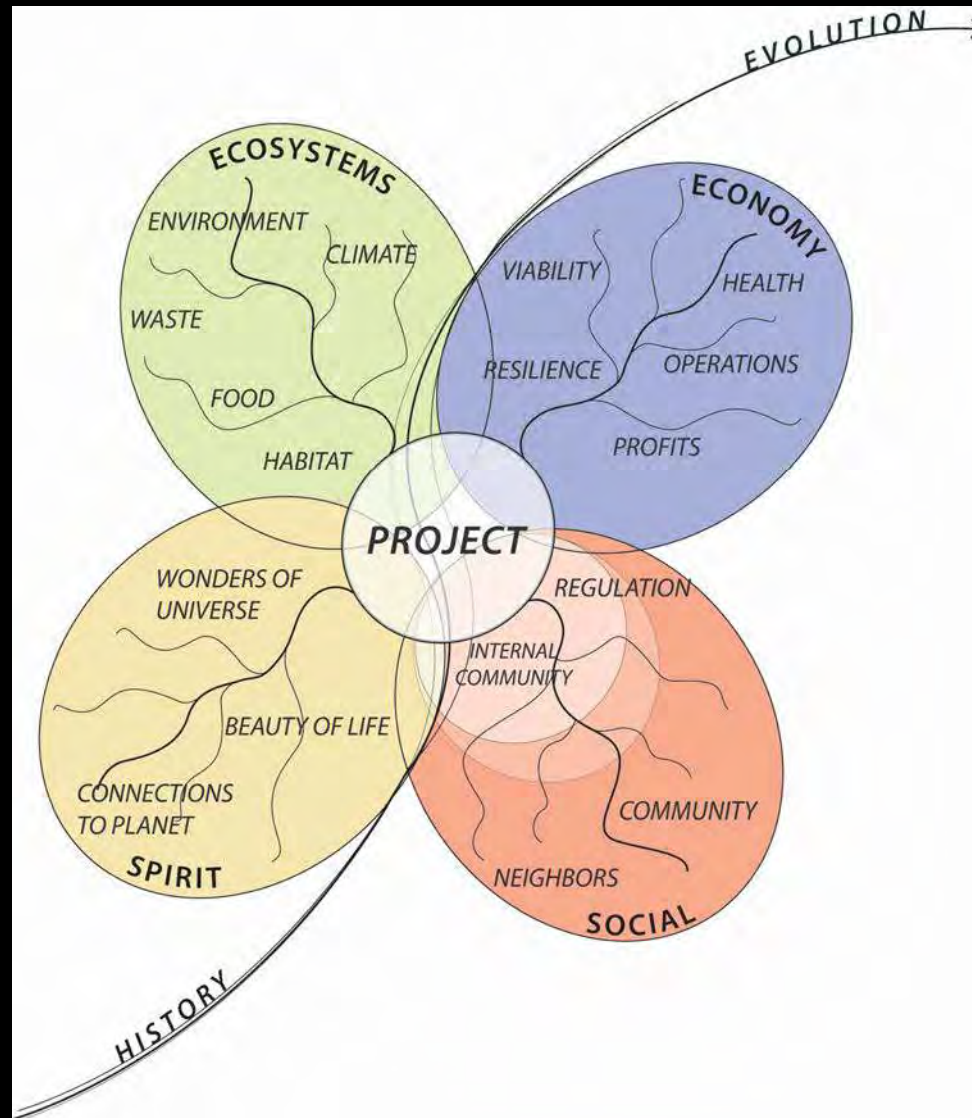 EVOLUTION
ECOSYSTEMS
ENVIRONMENT
CLIMATE
WASTE
FOOD
HABITAT
ECONOMY
VIABILITY
HEALTH
RESILIENCE
OPERATIONS
PROFITS
PROJECT
WONDERS OF
UNIVERSE
BEAUTY OF LIFE
CONNECTIONS
TO PLANET
SPIRIT
REGULATION
INTERNAL
COMMUNITY
COMMUNITY
NEIGHBORS
SOCIAL
HISTORY